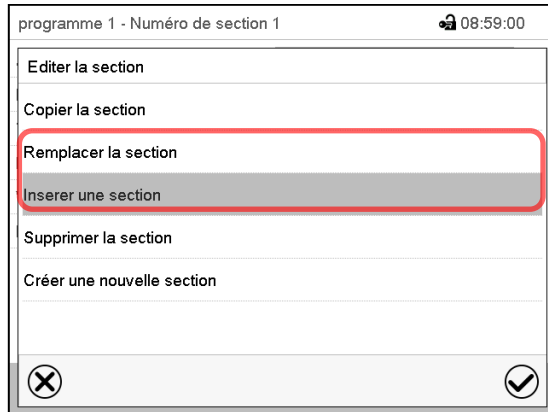 programme 1 - Numéro de section 1 08:59:00
Editer la section
Copier la section
Remplacer la section
Inserer une section
Supprimer la section
Créer une nouvelle section